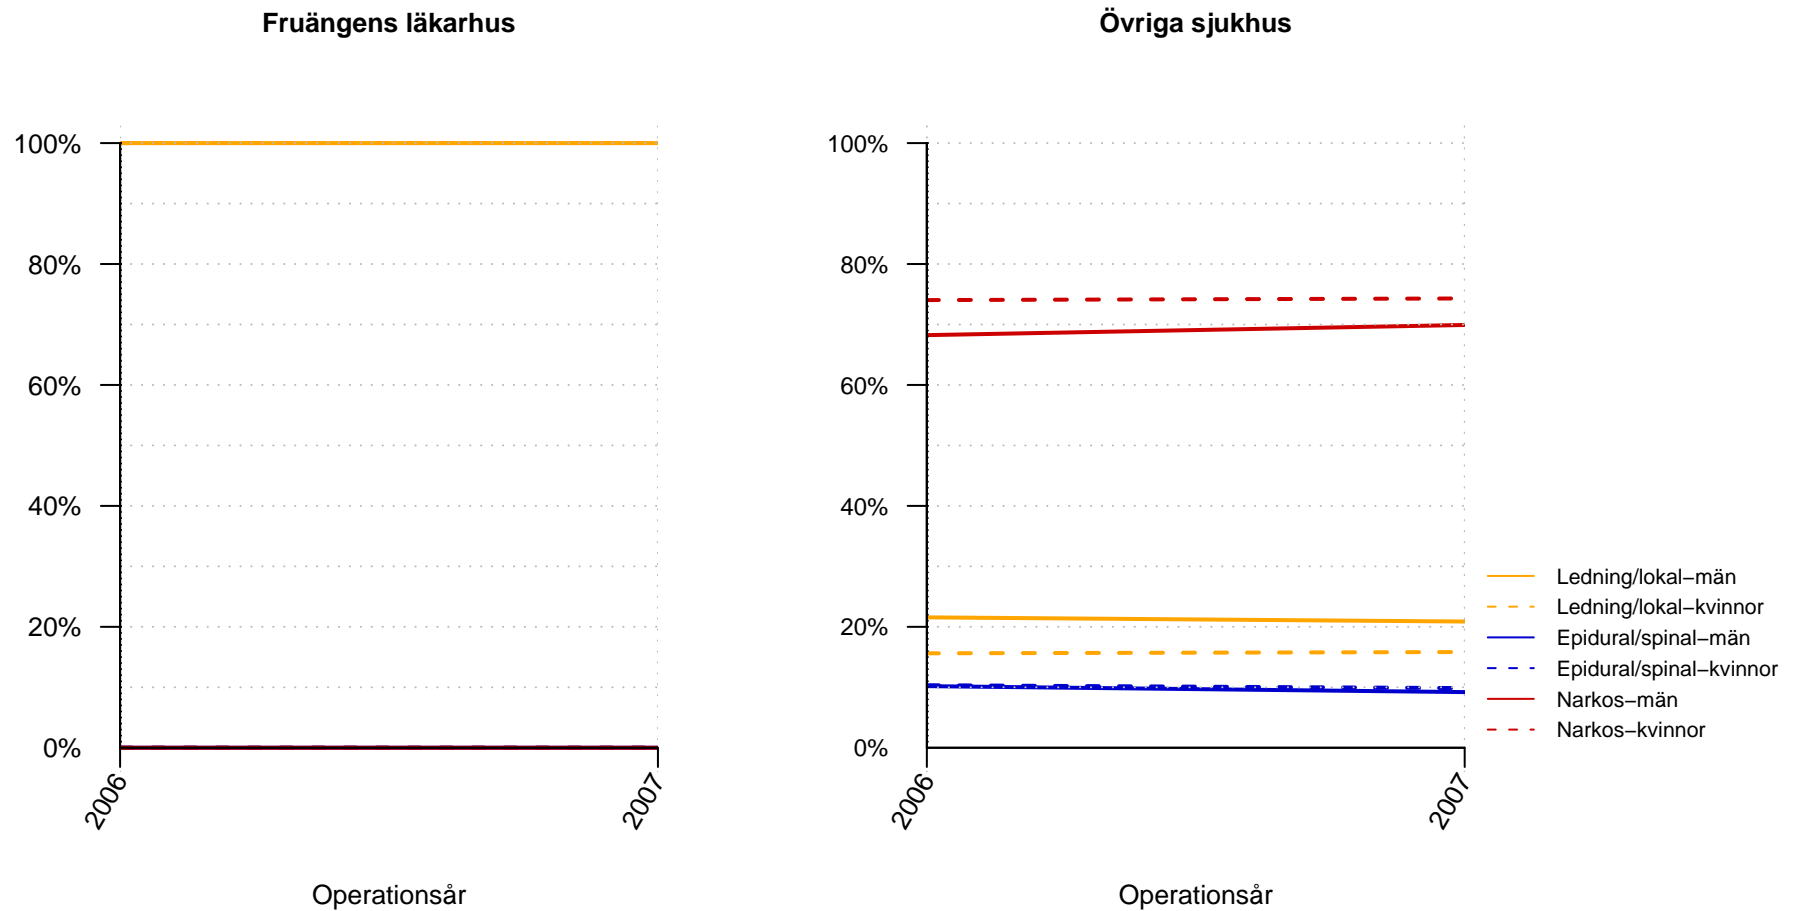 Fruängens läkarhus
100%
80%
60%
40%
20%
0%
2006
2007
Operationsår
Övriga sjukhus
100%
80%
60%
40%
20%
0%
2006
2007
Operationsår
Ledning/lokal−män
Ledning/lokal−kvinnor
Epidural/spinal−män
Epidural/spinal−kvinnor
Narkos−män
Narkos−kvinnor